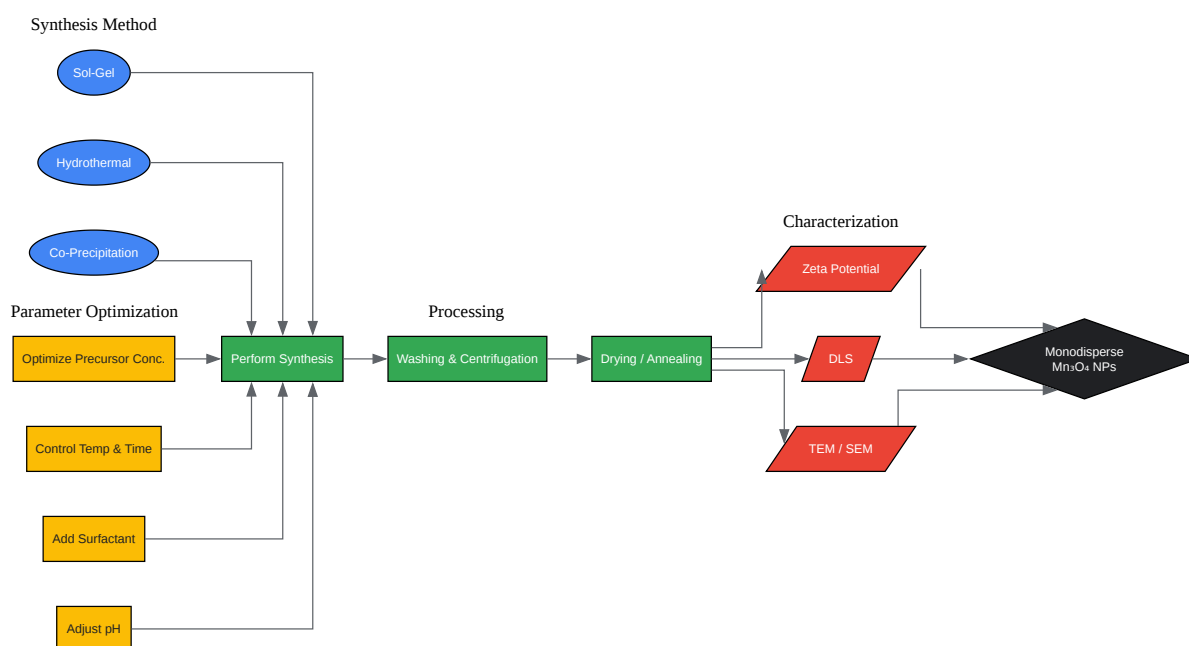 Synthesis Method
Sol-Gel
Hydrothermal
Co-Precipitation
Parameter Optimization
Optimize Precursor Conc.
Control Temp & Time
Add Surfactant
Adjust pH
Processing
Perform Synthesis
Washing & Centrifugation
Drying / Annealing
Characterization
Zeta Potential
DLS
TEM / SEM
Monodisperse
Mn₃O₄ NPs